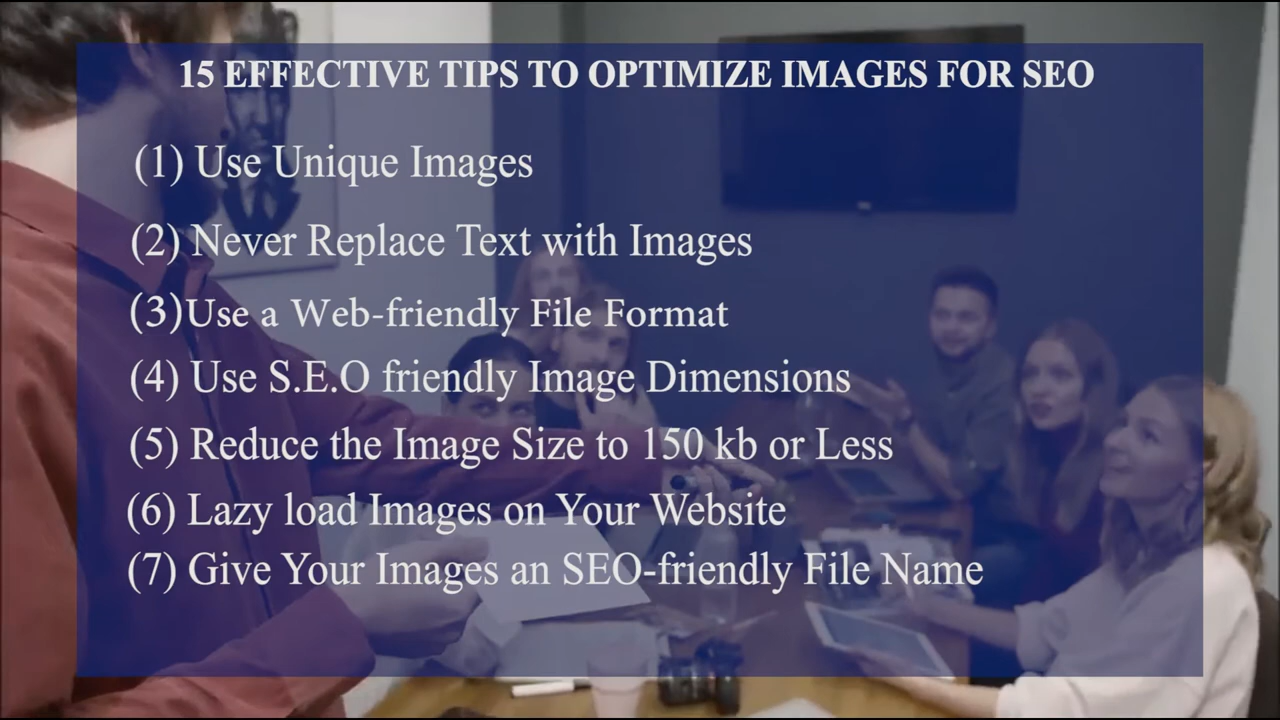 15 EFFECTIVE TIPS TO OPTIMIZE IMAGES FOR SEO
(1) Use Unique Images
(2) Never Replace Text with Images
(3)Use a Web-friendly File Format
(4) Use S.E.O friendly Image Dimensions
(5) Reduce the Image Size to 150 kb or Less
(6) Lazy load Images on Your Website
(7) Give Your Images an SEO-friendly File Name